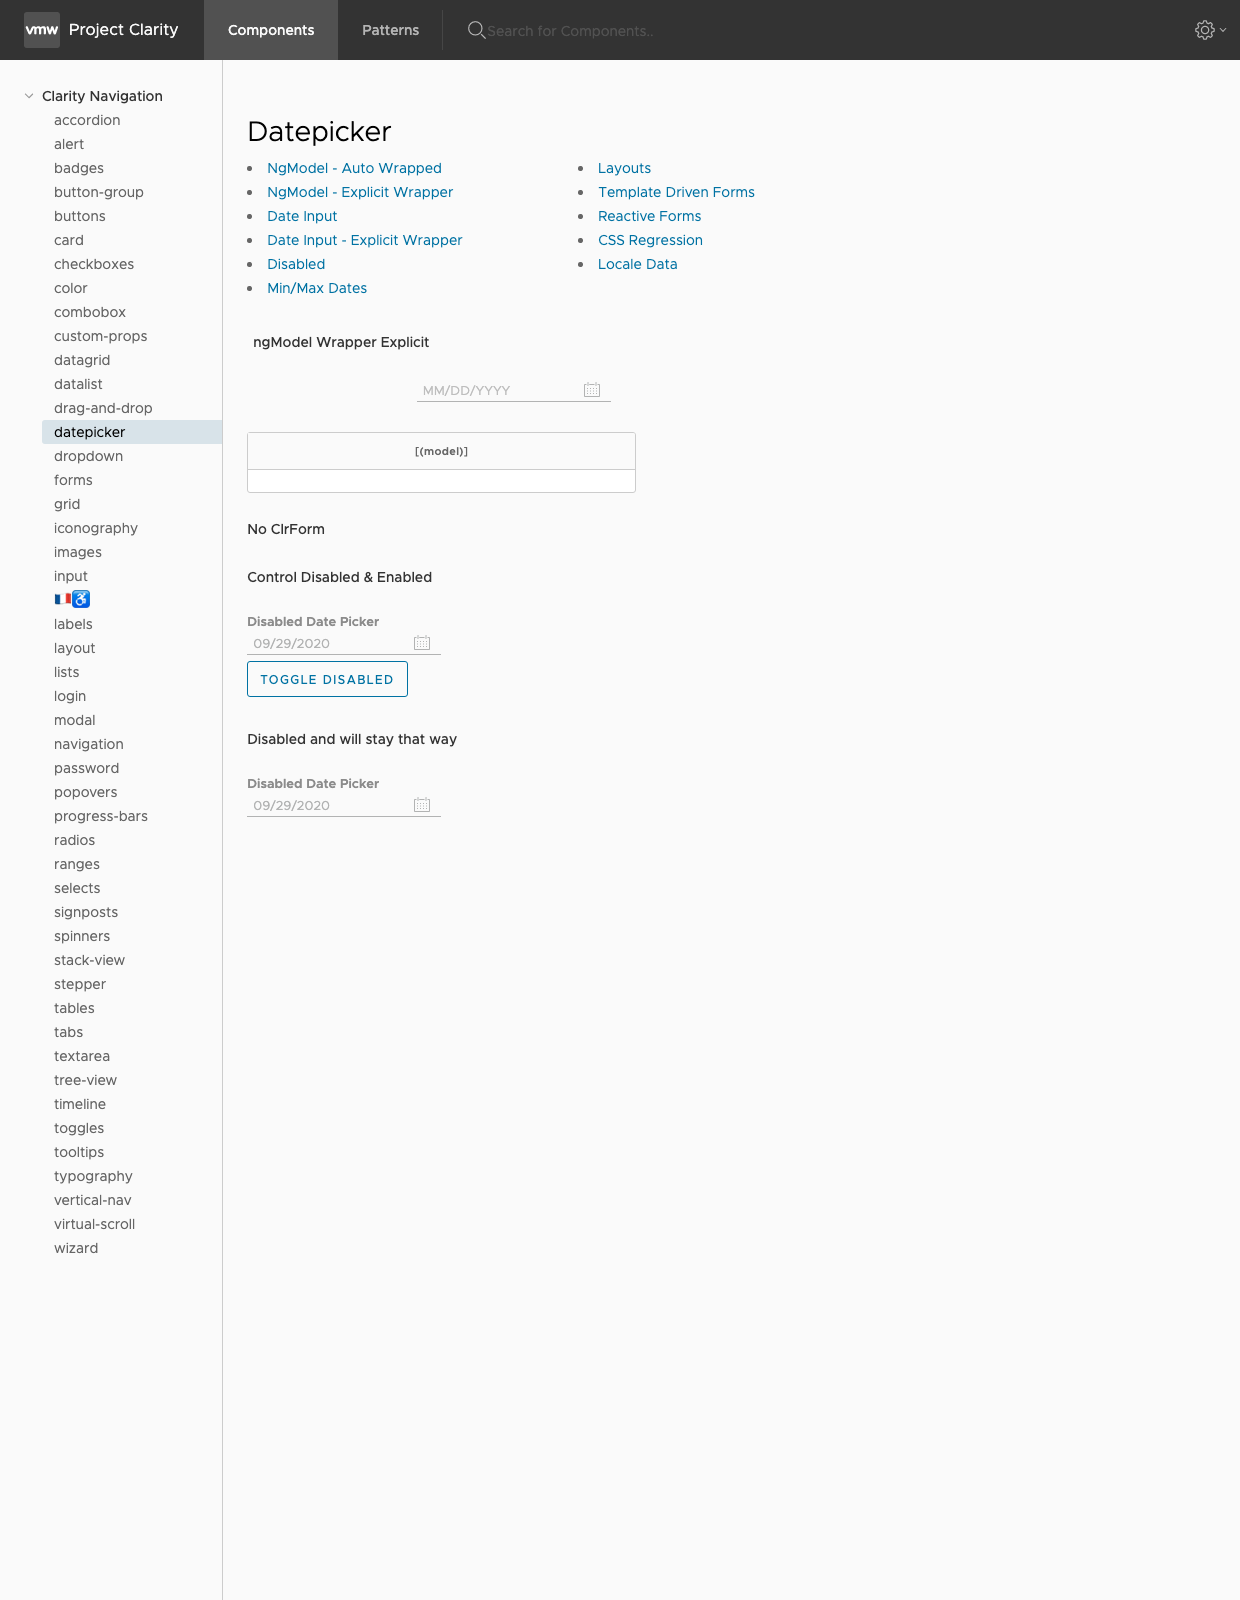 vmw Project Clarity Components Patterns Search for Components..
Clarity Navigation
accordion
alert
badges
button-group
buttons
card
checkboxes
color
combobox
custom-props
datagrid
datalist
drag-and-drop
datepicker
dropdown
forms
grid
iconography
images
input
🇫🇷♿
labels
layout
lists
login
modal
navigation
password
popovers
progress-bars
radios
ranges
selects
signposts
spinners
stack-view
stepper
tables
tabs
textarea
tree-view
timeline
toggles
tooltips
typography
vertical-nav
virtual-scroll
wizard
Datepicker
NgModel - Auto Wrapped
NgModel - Explicit Wrapper
Date Input
Date Input - Explicit Wrapper
Disabled
Min/Max Dates
Layouts
Template Driven Forms
Reactive Forms
CSS Regression
Locale Data
ngModel Wrapper Explicit
MM/DD/YYYY
[(model)]
No ClrForm
Control Disabled & Enabled
Disabled Date Picker
09/29/2020
TOGGLE DISABLED
Disabled and will stay that way
Disabled Date Picker
09/29/2020